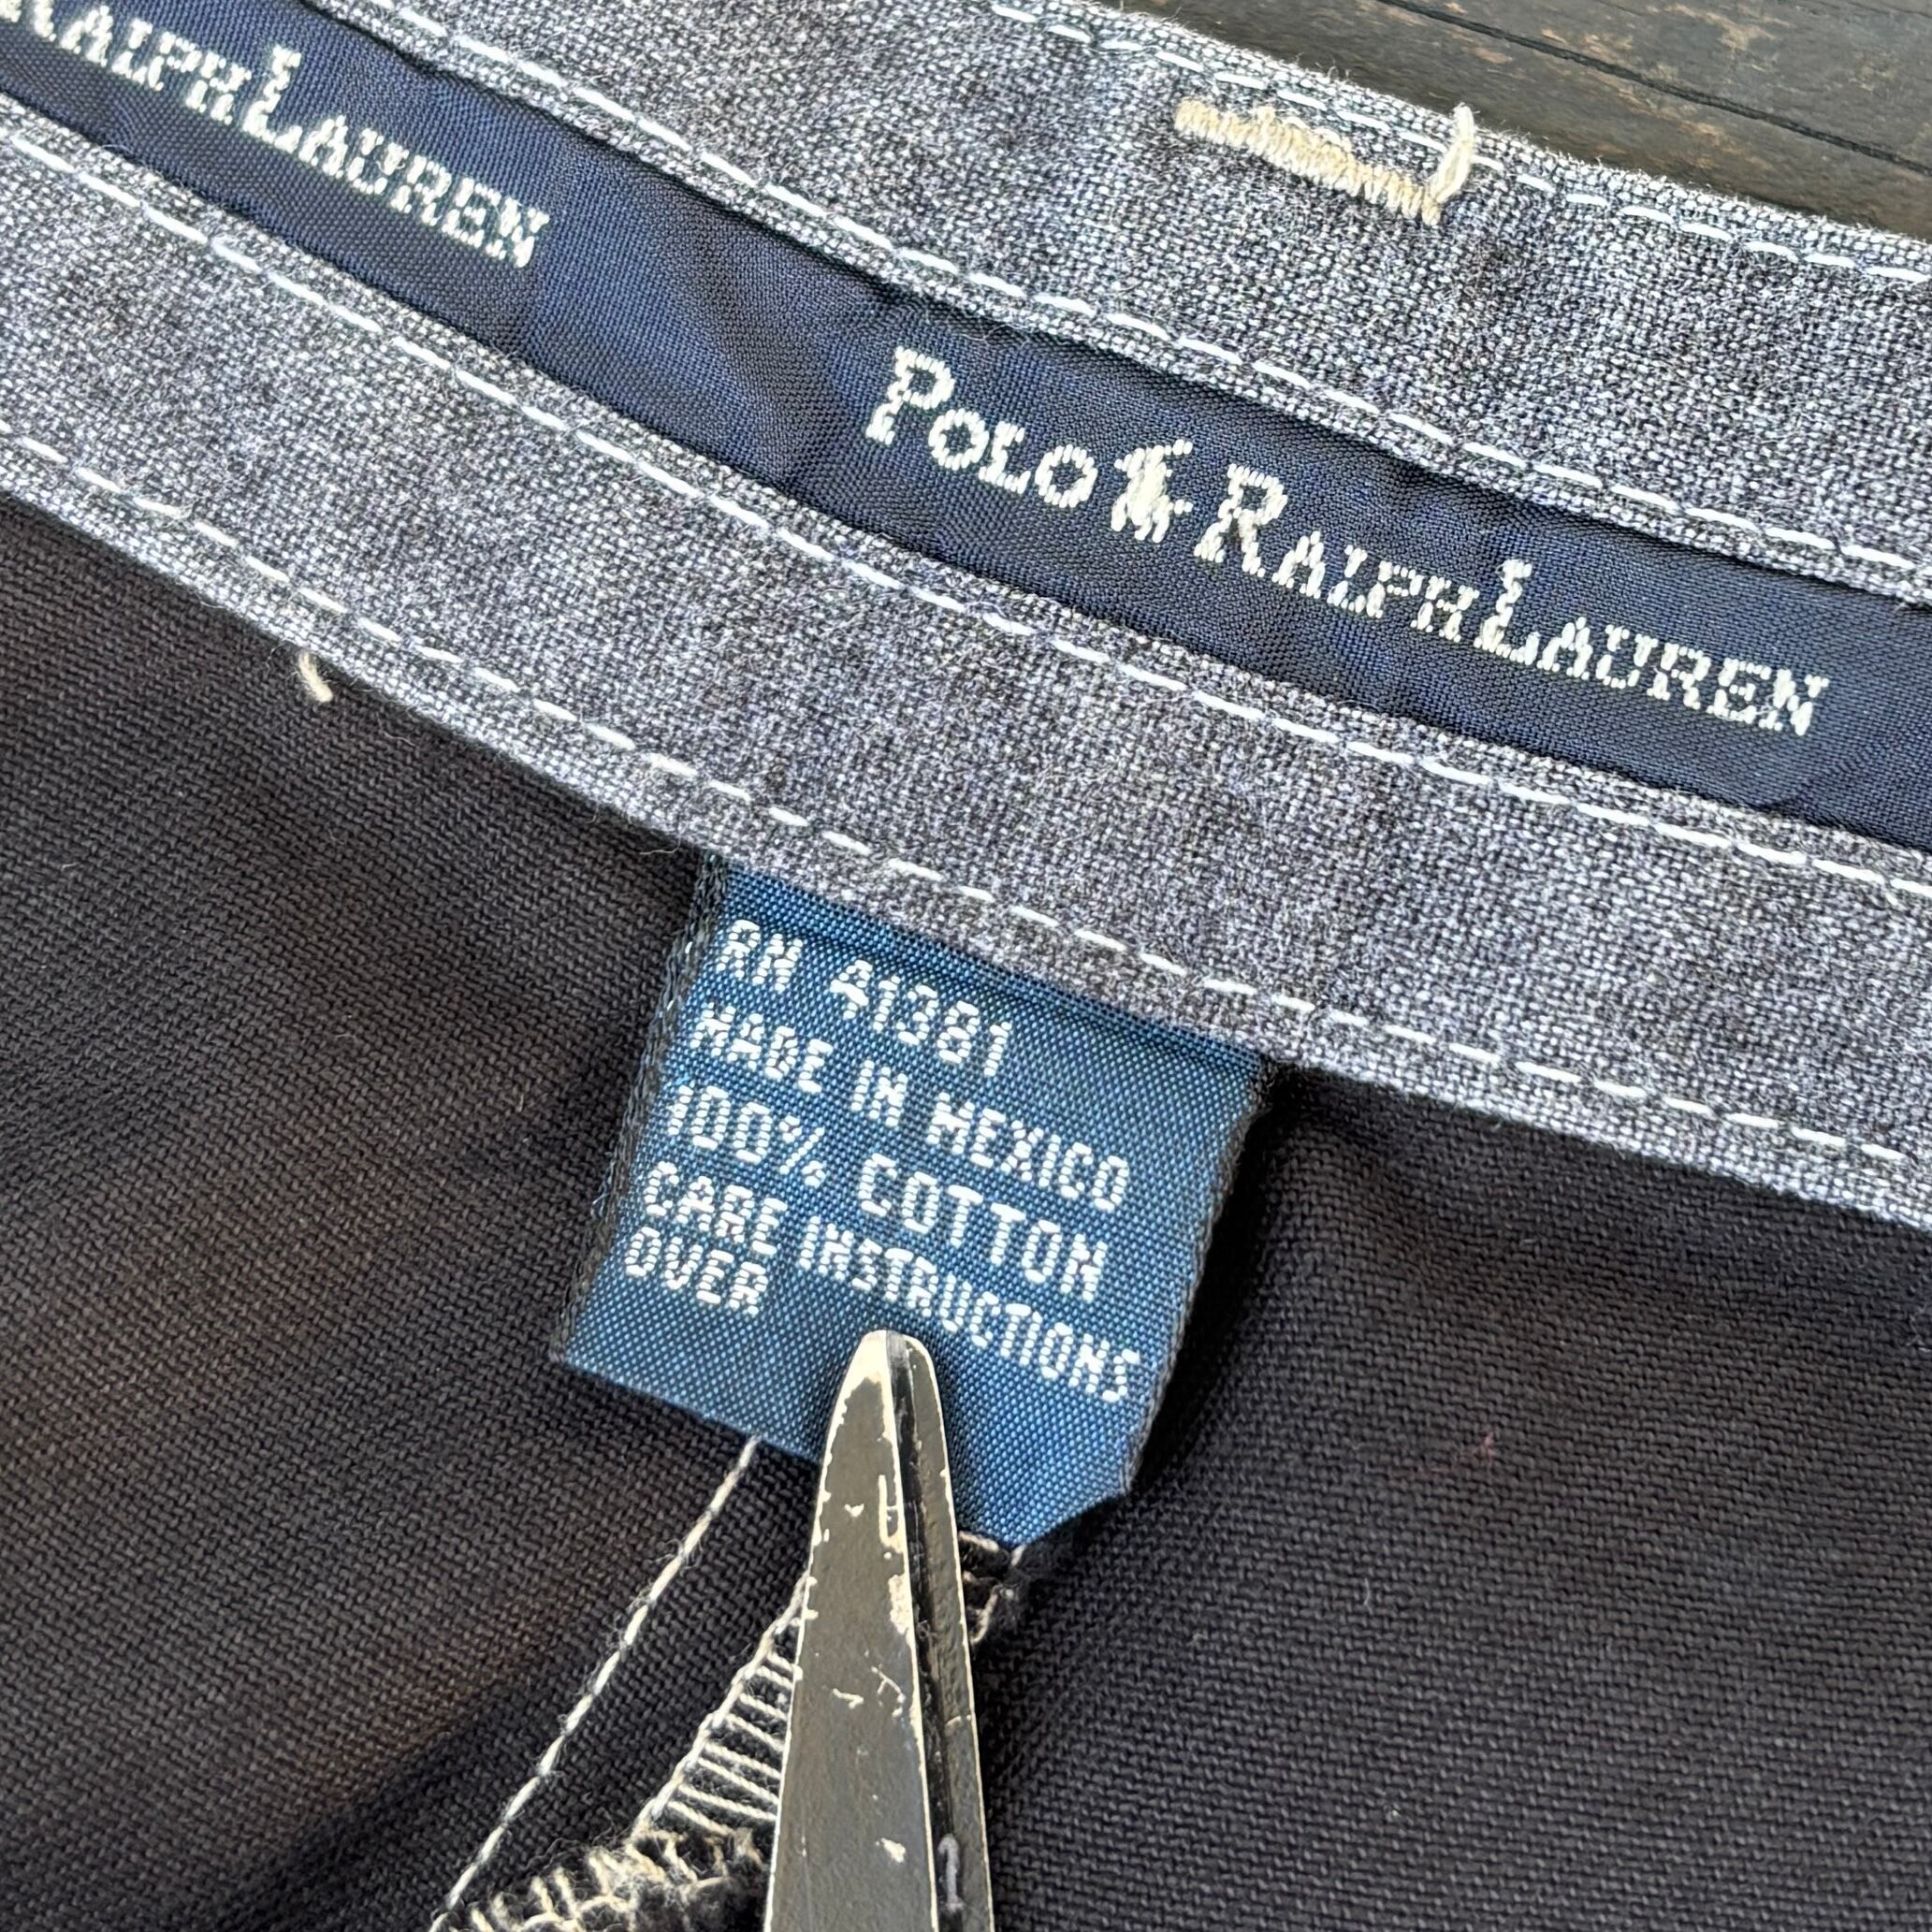 RALPH LAUREN
POLO RALPH LAUREN
RN 41381
MADE IN MEXICO
100% COTTON
CARE INSTRUCTIONS
OVER